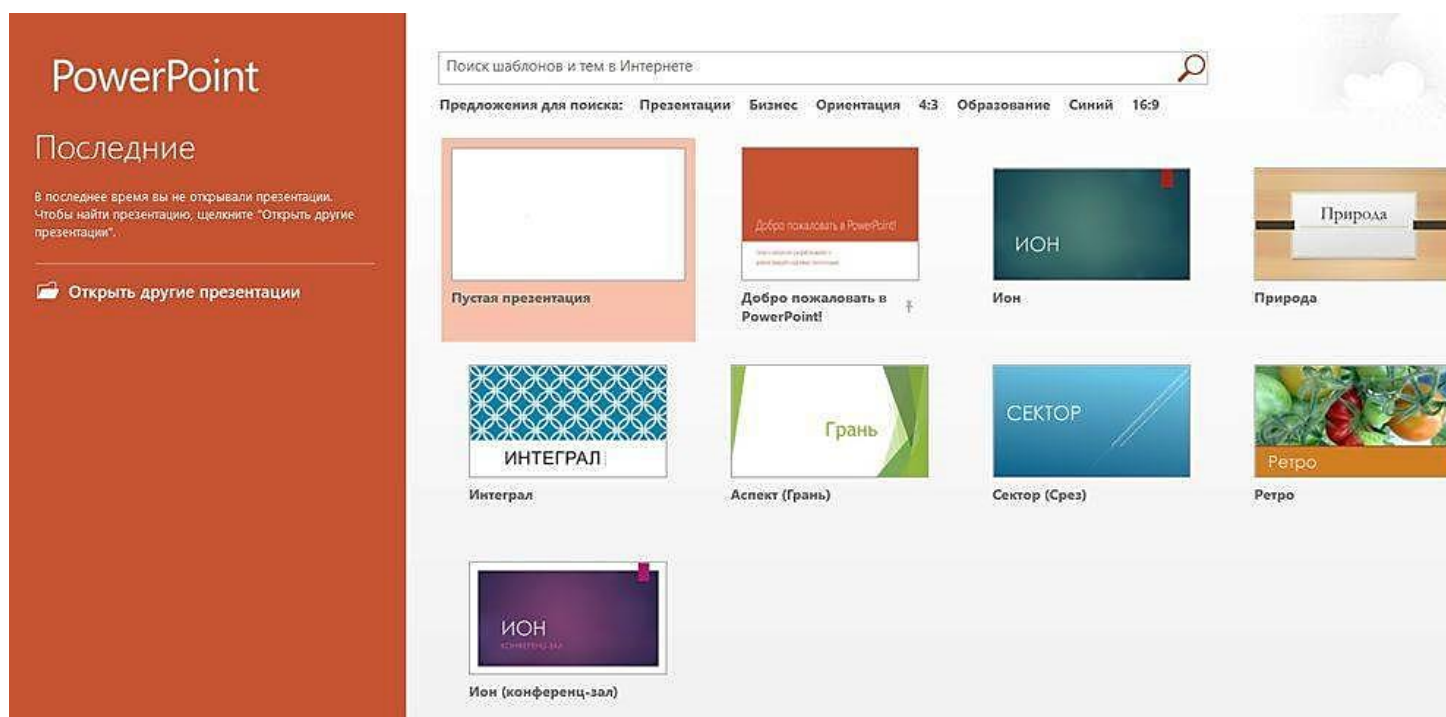 PowerPoint
Последние
В последнее время вы не открывали презентации.
Чтобы найти презентацию, щелкните "Открыть другие
презентации".
Открыть другие презентации
Поиск шаблонов и тем в Интернете
Предложения для поиска: Презентации Бизнес Ориентация 4:3 Образование Синий 16:9
Пустая презентация
Добро пожаловать в PowerPoint!
Добро пожаловать в
PowerPoint!
ИОН
Ион
Природа
Природа
ИНТЕГРАЛ
Интеграл
Грань
Аспект (Грань)
СЕКТОР
Сектор (Срез)
Ретро
Ретро
ИОН
КОНФЕРЕНЦ-ЗАЛ
Ион (конференц-зал)